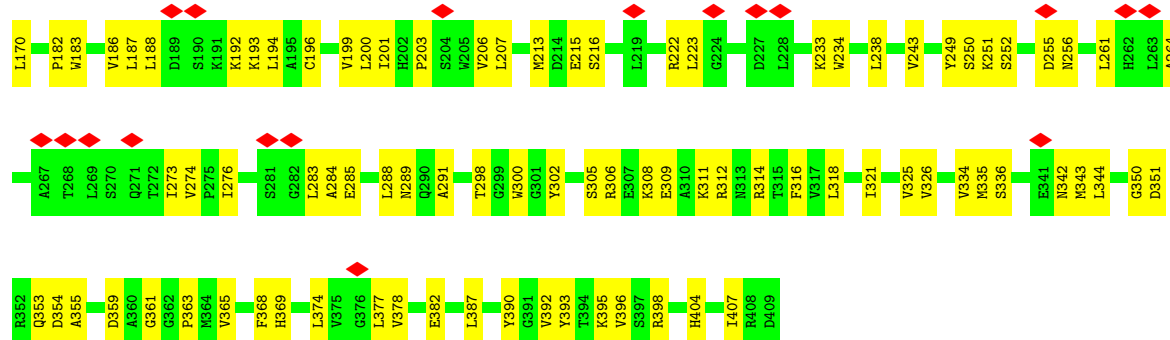 L170 P182 W183 V186 L187 L188 D189 S190 K191 K192 K193 L194 A195 C196 V199 L200 I201 H202 P203 S204 W205 V206 L207 M213 D214 E215 S216 L219 R222 L223 G224 D227 L228 K233 W234 L238 V243 Y249 S250 K251 S252 D255 N256 L261 H262 L263
A267 T268 L269 S270 Q271 T272 I273 V274 P275 I276 S281 G282 L283 A284 E285 L288 N289 Q290 A291 T298 G299 W300 G301 Y302 S305 R306 E307 K308 E309 A310 K311 R312 N313 R314 T315 F316 V317 L318 I321 V325 V326 V334 M335 S336 E341 N342 M343 L344 G350 D351
R352 Q353 D354 A355 D359 A360 G361 G362 P363 M364 V365 F368 H369 L374 V375 G376 L377 V378 E382 L387 Y390 G391 V392 Y393 T394 K395 V396 S397 R398 H404 I407 R408 D409